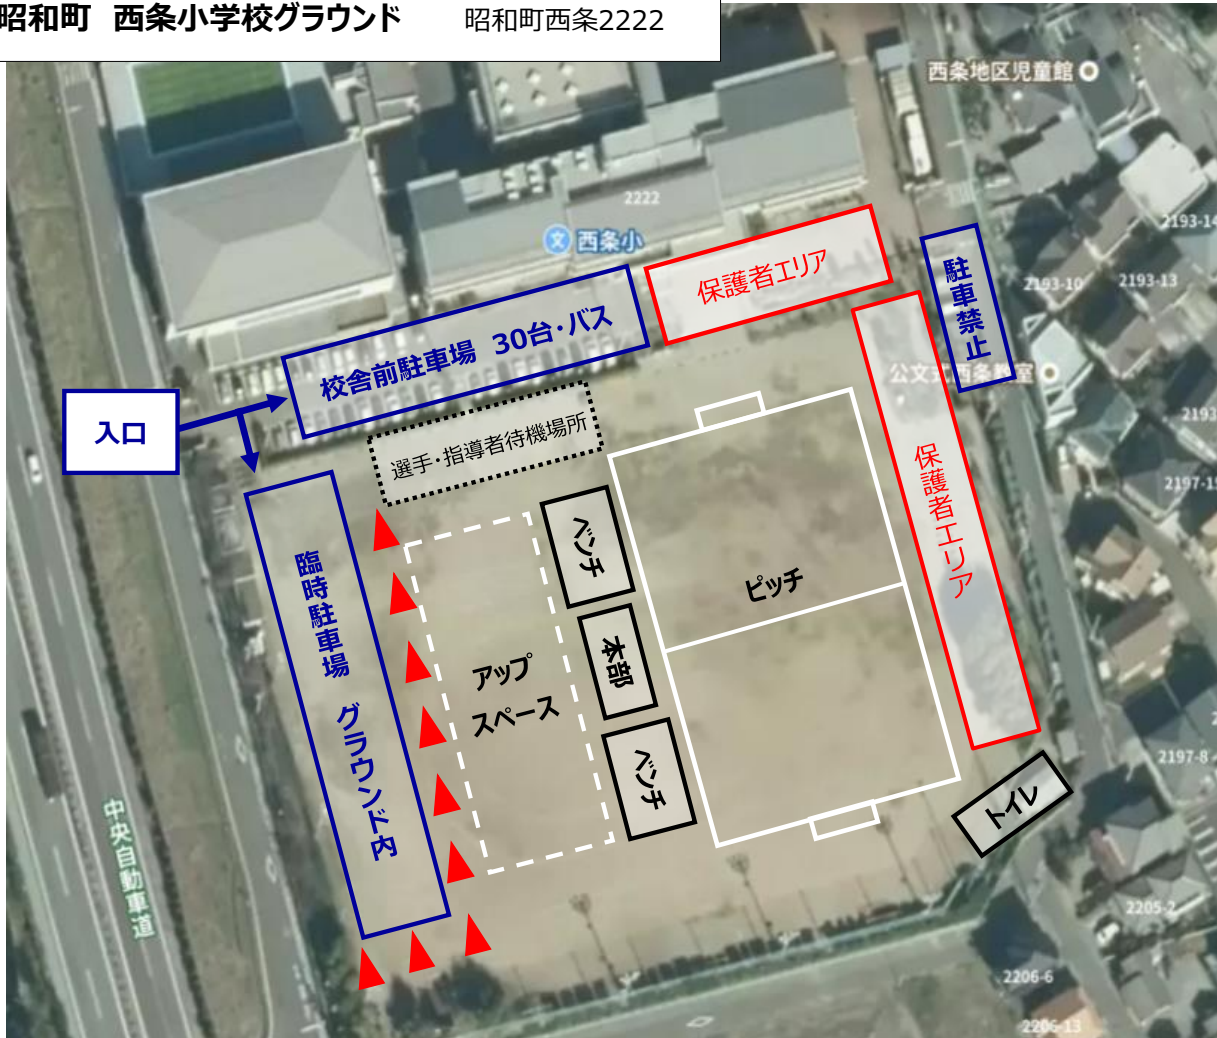 昭和町 西条小学校グラウンド 昭和町西条2222
西条地区児童館
2222
西条小
2193-14
保護者エリア
駐車禁止
2193-10
2193-13
校舎前駐車場 30台・バス
公文式西条教室
入口
選手・指導者待機場所
2193
保護者エリア
2197-15
ベンチ
臨時駐車場 グラウンド内
ピッチ
本部
アップ
スペース
ベンチ
2197-8
トイレ
中央自動車道
2205-2
2206-6
2206-13